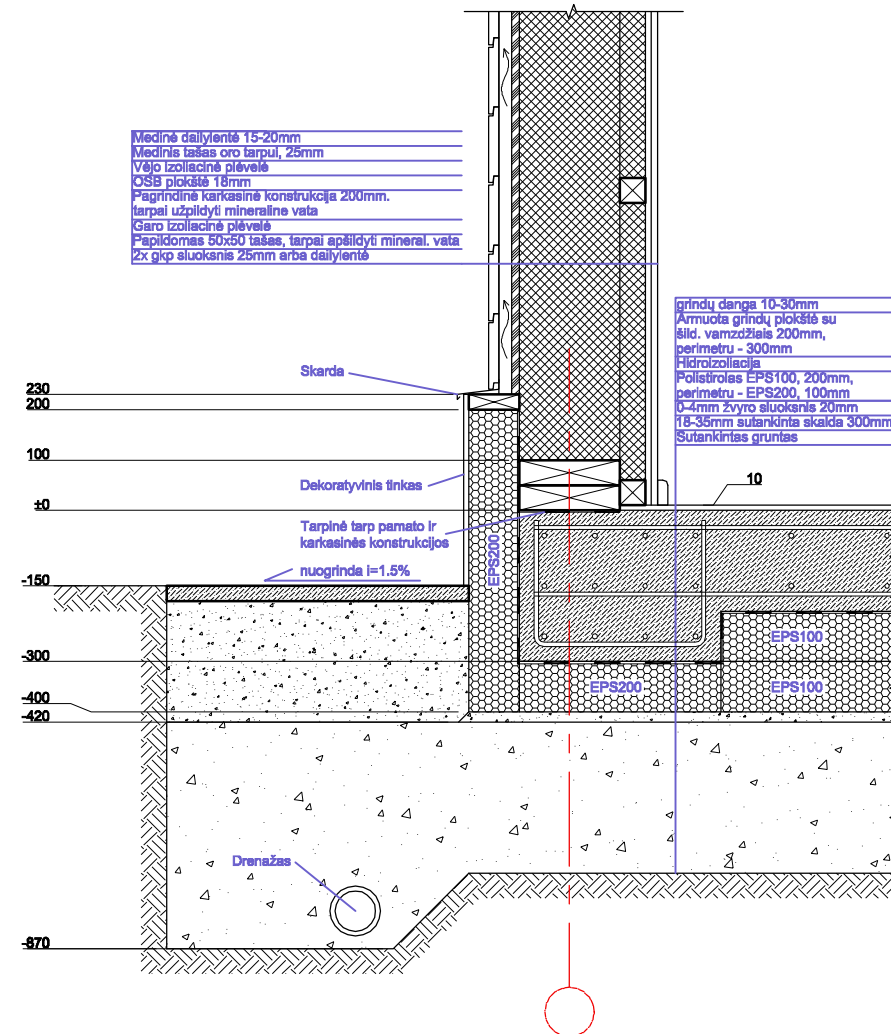 Medinė dailylentė 15-20mm
Medinis tašas oro tarpui, 25mm
Vėjo izoliacinė plėvelė
OSB plokštė 18mm
Pagrindinė karkasinė konstrukcija 200mm.
tarpai užpildyti mineraline vata
Garo izoliacinė plėvelė
Papildomas 50x50 tašas, tarpai apšildyti mineral. vata
2x gkp sluoksnis 25mm arba dailylentė
grindų danga 10-30mm
Armuota grindų plokštė su
šild. vamzdžiais 200mm,
perimetru - 300mm
Hidroizoliacija
Polistirolas EPS100, 200mm,
perimetru - EPS200, 100mm
0-4mm žvyro sluoksnis 20mm
18-35mm sutankinta skalda 300mm
Sutankintas gruntas
Skarda
230
200
100
Dekoratyvinis tinkas
10
±0
Tarpinė tarp pamato ir
karkasinės konstrukcijos
EPS200
nuogrinda i=1.5%
-150
EPS100
-300
EPS200
EPS100
-400
-420
Drenažas
-870